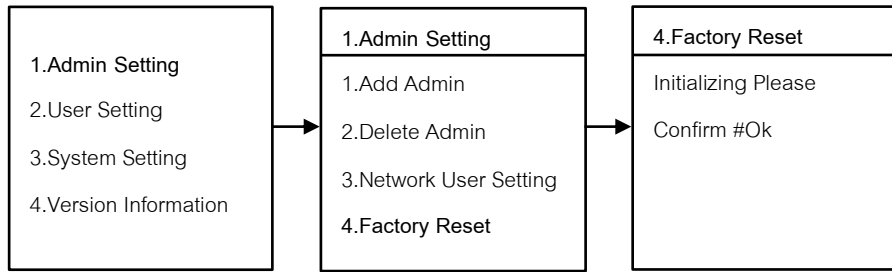 1.Admin Setting
2.User Setting
3.System Setting
4.Version Information
1.Admin Setting
1.Add Admin
2.Delete Admin
3.Network User Setting
4.Factory Reset
4.Factory Reset
Initializing Please
Confirm #Ok